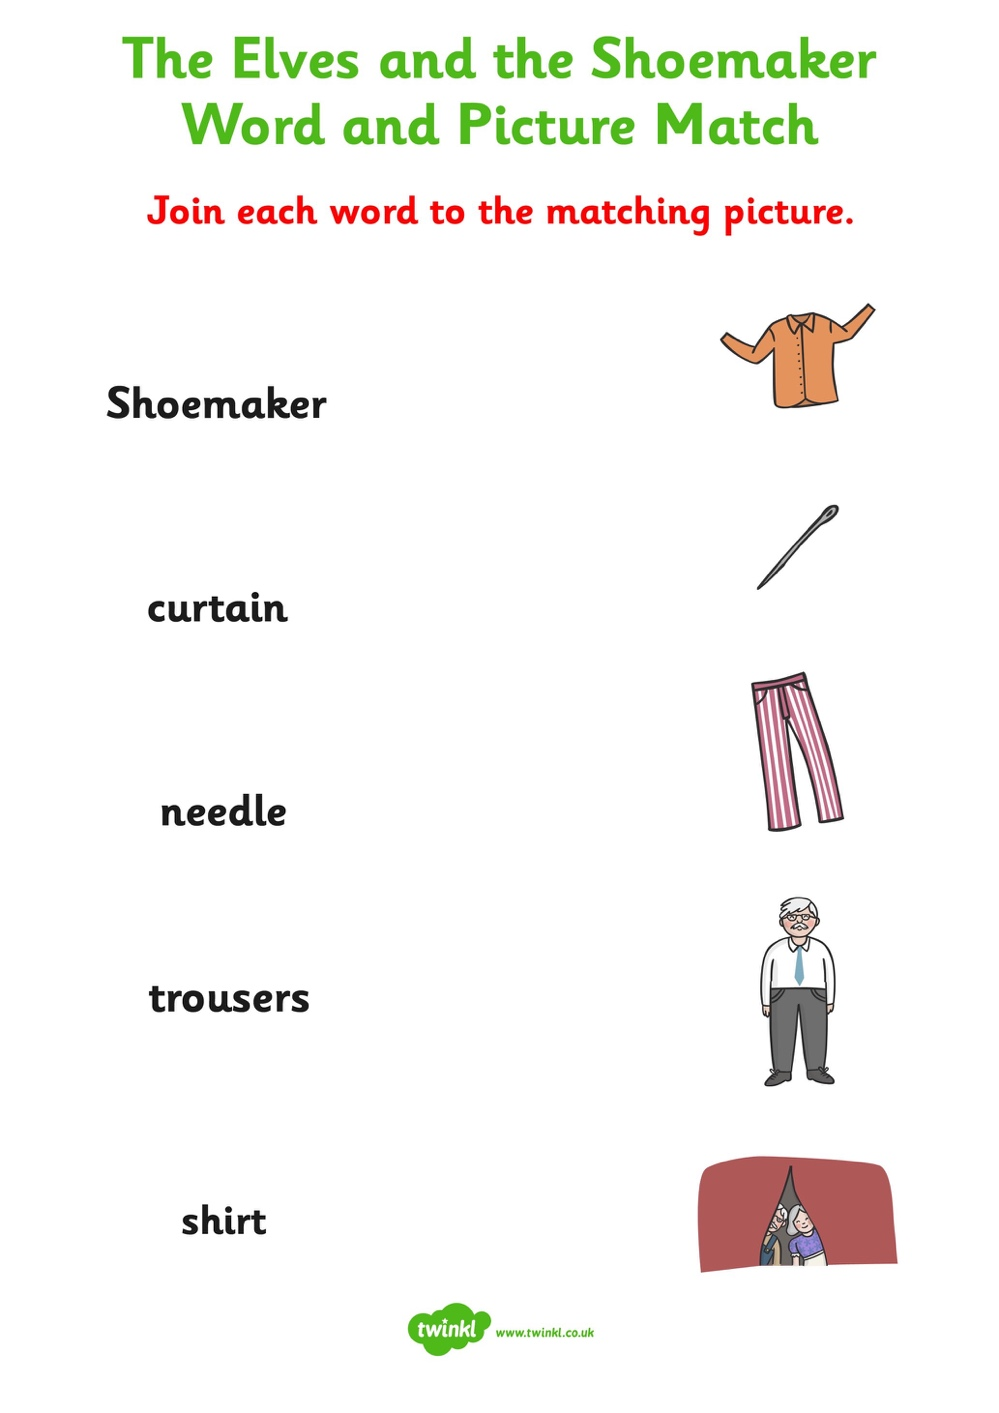 The Elves and the Shoemaker
Word and Picture Match
Join each word to the matching picture.
Shoemaker
curtain
needle
trousers
shirt
twinkl www.twinkl.co.uk